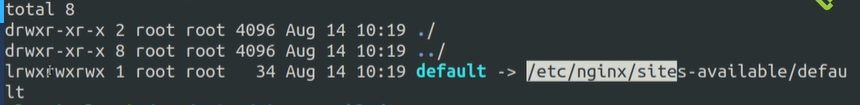 total 8
drwxr-xr-x 2 root root 4096 Aug 14 10:19 ./
drwxr-xr-x 8 root root 4096 Aug 14 10:19 ../
lrwxrwxrwx 1 root root   34 Aug 14 10:19 default -> /etc/nginx/sites-available/defau
lt